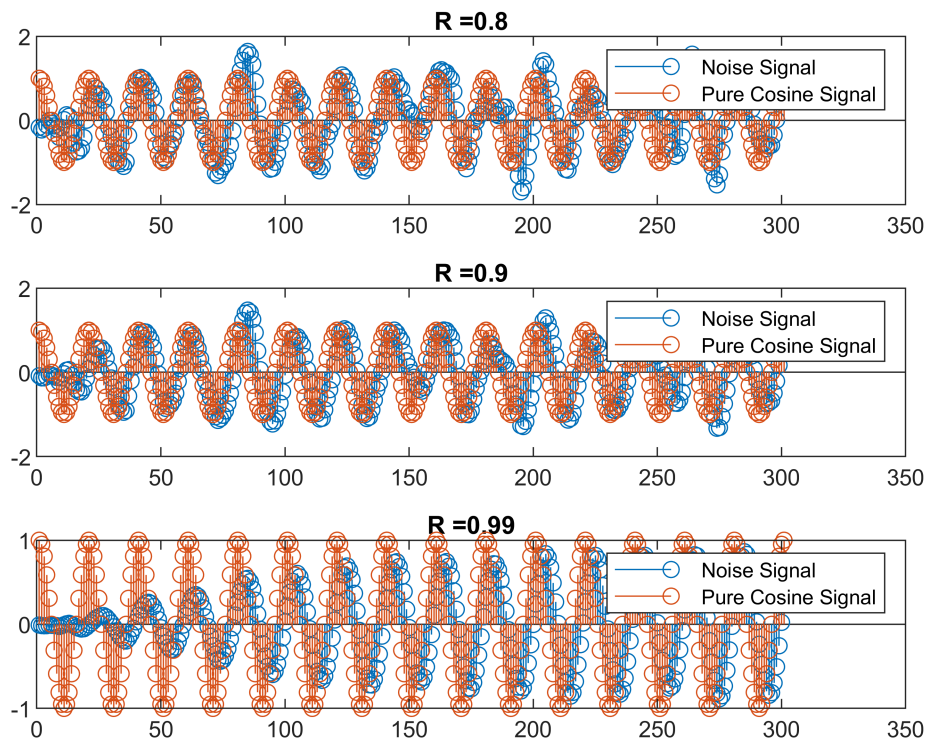 R =0.8
2
0
-2
Noise Signal
Pure Cosine Signal
0 50 100 150 200 250 300 350
R =0.9
2
0
-2
Noise Signal
Pure Cosine Signal
0 50 100 150 200 250 300 350
R =0.99
1
0
-1
Noise Signal
Pure Cosine Signal
0 50 100 150 200 250 300 350